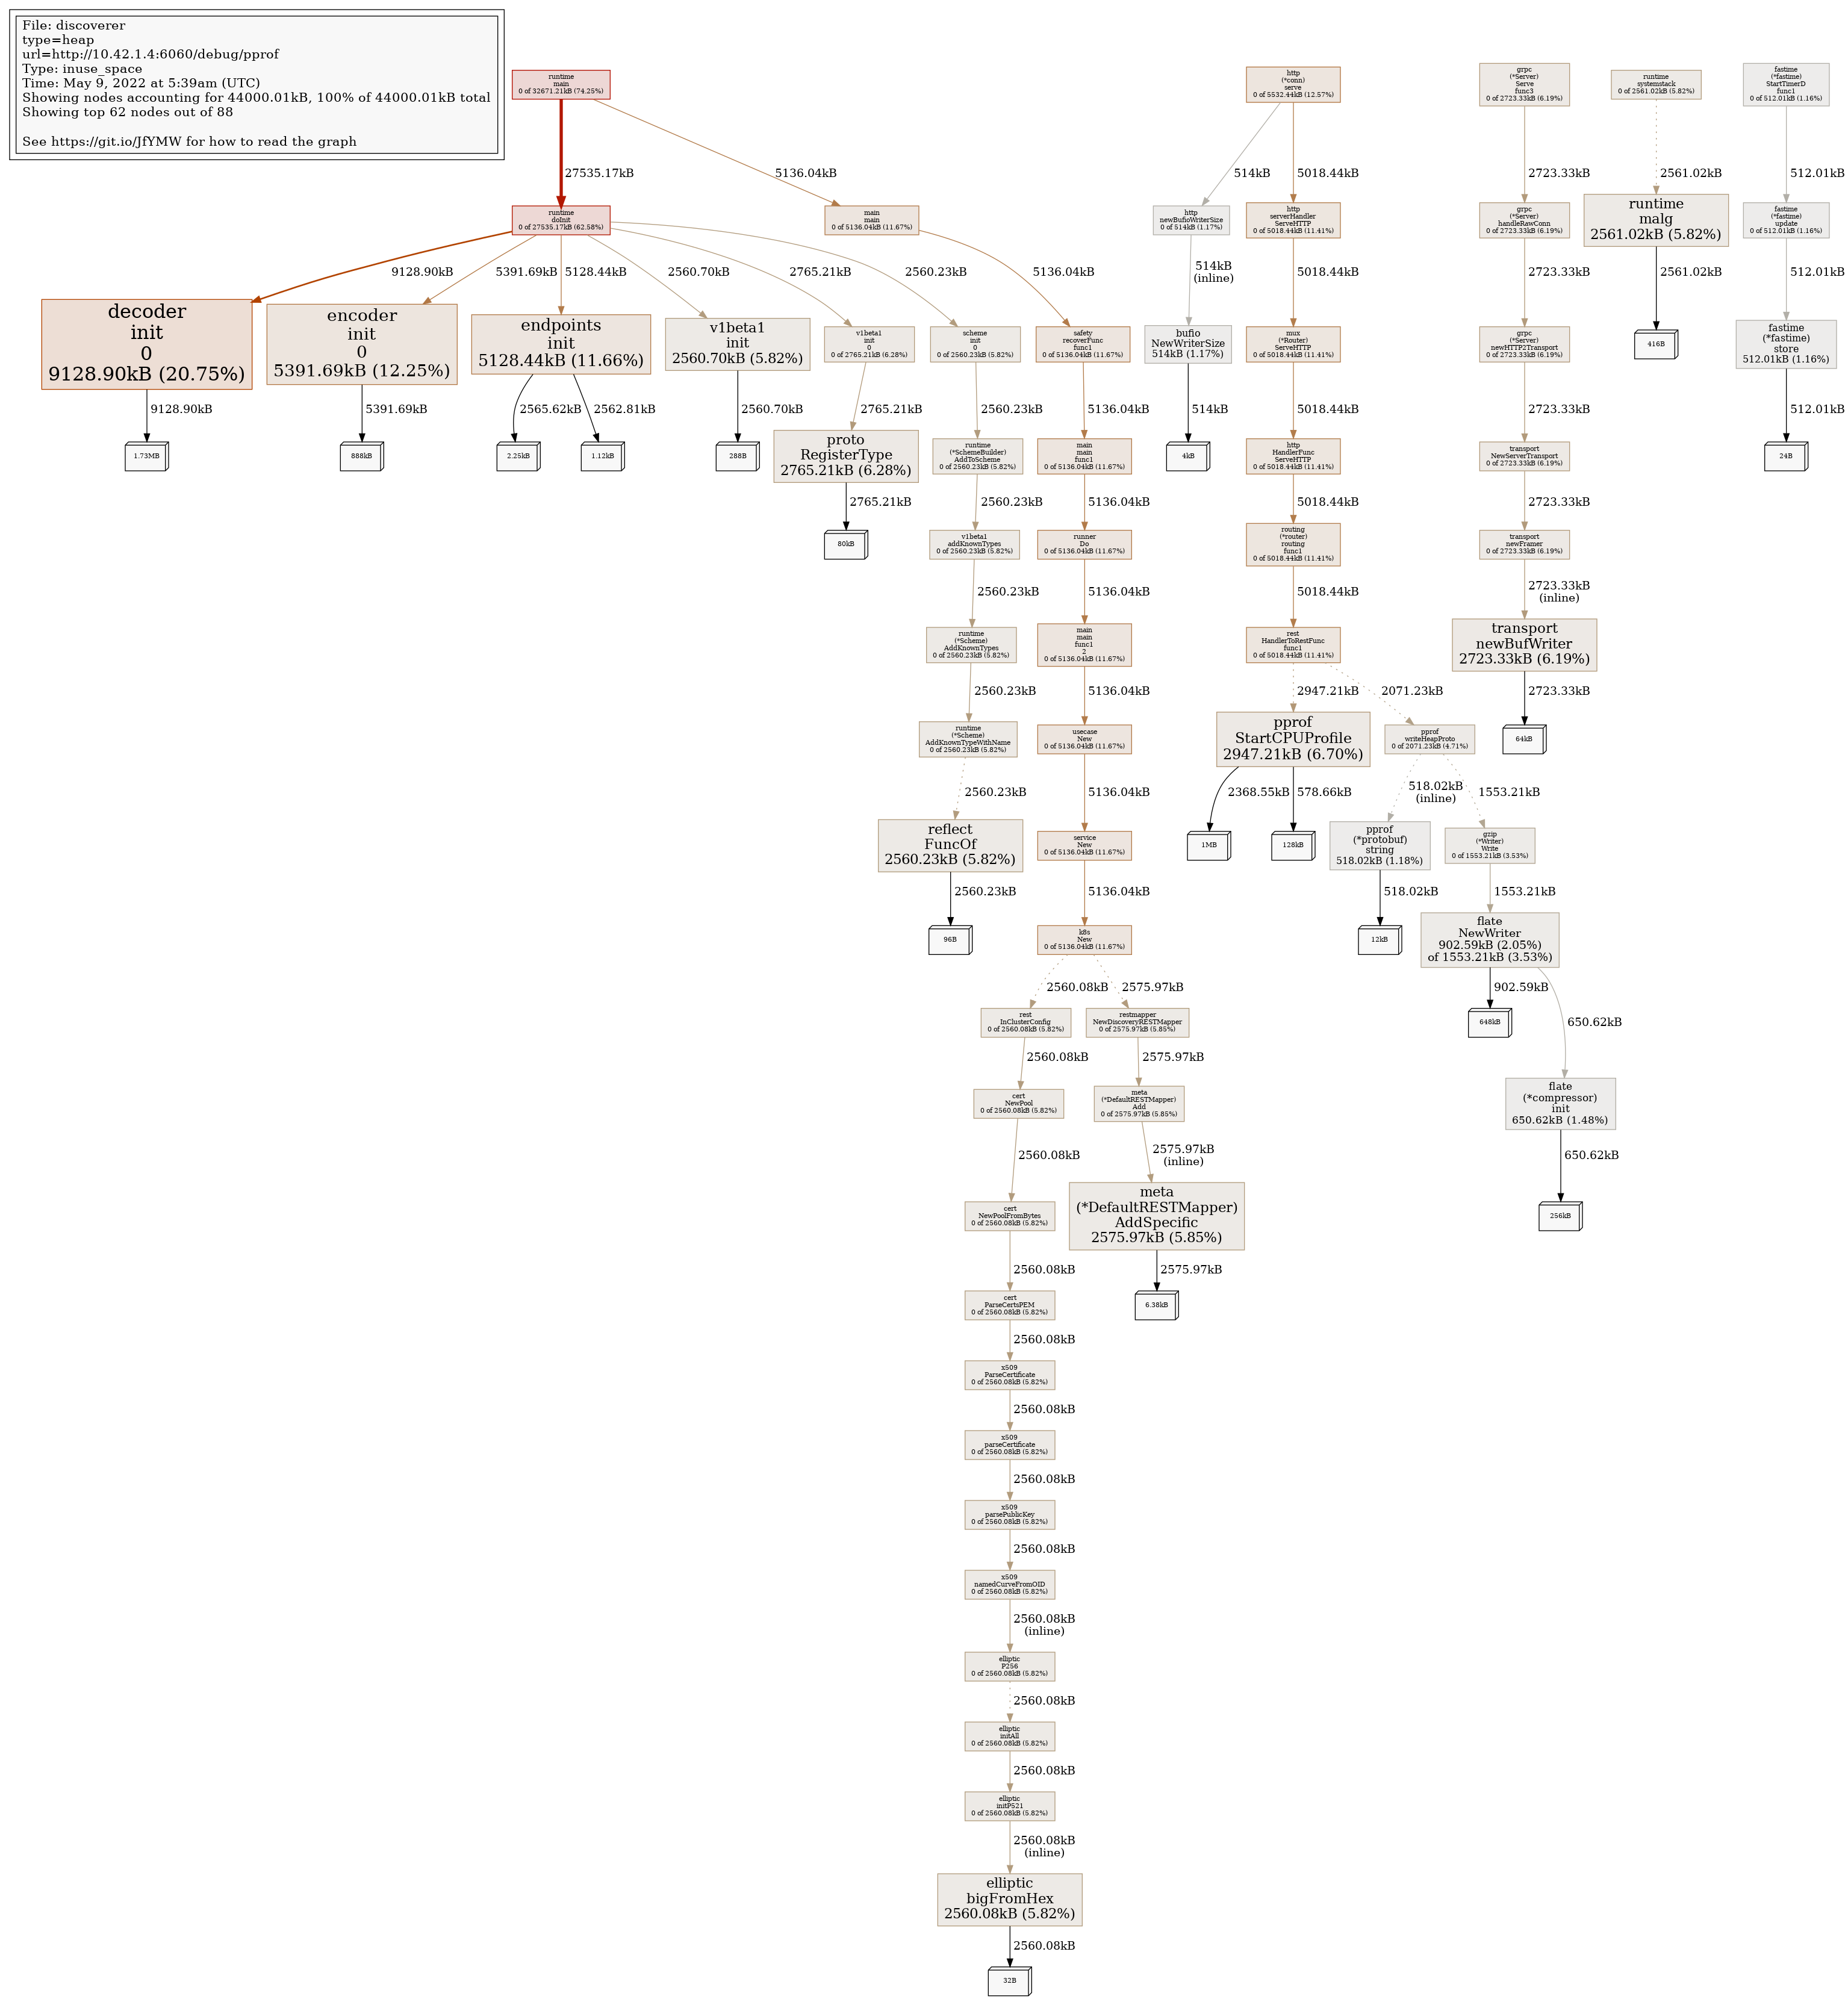 File: discoverer
type=heap
url=http://10.42.1.4:6060/debug/pprof
Type: inuse_space
Time: May 9, 2022 at 5:39am (UTC)
Showing nodes accounting for 44000.01kB, 100% of 44000.01kB total
Showing top 62 nodes out of 88
See https://git.io/JfYMW for how to read the graph
runtime
main
0 of 32671.21kB (74.25%)
http
(*conn)
serve
0 of 5532.44kB (12.57%)
grpc
(*Server)
Serve
func3
0 of 2723.33kB (6.19%)
runtime
systemstack
0 of 2561.02kB (5.82%)
fastime
(*fastime)
StartTimerD
func1
0 of 512.01kB (1.16%)
27535.17kB
5136.04kB
514kB
5018.44kB
2723.33kB
2561.02kB
512.01kB
runtime
doInit
0 of 27535.17kB (62.58%)
main
main
0 of 5136.04kB (11.67%)
http
newBufioWriterSize
0 of 514kB (1.17%)
http
serverHandler
ServeHTTP
0 of 5018.44kB (11.41%)
grpc
(*Server)
handleRawConn
0 of 2723.33kB (6.19%)
runtime
malg
2561.02kB (5.82%)
fastime
(*fastime)
update
0 of 512.01kB (1.16%)
9128.90kB
5391.69kB
5128.44kB
2560.70kB
2765.21kB
2560.23kB
5136.04kB
514kB
(inline)
5018.44kB
2723.33kB
2561.02kB
512.01kB
decoder
init
0
9128.90kB (20.75%)
encoder
init
0
5391.69kB (12.25%)
endpoints
init
5128.44kB (11.66%)
v1beta1
init
2560.70kB (5.82%)
v1beta1
init
0
0 of 2765.21kB (6.28%)
scheme
init
0
0 of 2560.23kB (5.82%)
safety
recoverFunc
func1
0 of 5136.04kB (11.67%)
bufio
NewWriterSize
514kB (1.17%)
mux
(*Router)
ServeHTTP
0 of 5018.44kB (11.41%)
grpc
(*Server)
newHTTP2Transport
0 of 2723.33kB (6.19%)
416B
fastime
(*fastime)
store
512.01kB (1.16%)
9128.90kB
5391.69kB
2565.62kB
2562.81kB
2560.70kB
2765.21kB
2560.23kB
5136.04kB
514kB
5018.44kB
2723.33kB
512.01kB
1.73MB
888kB
2.25kB
1.12kB
288B
proto
RegisterType
2765.21kB (6.28%)
runtime
(*SchemeBuilder)
AddToScheme
0 of 2560.23kB (5.82%)
main
main
func1
0 of 5136.04kB (11.67%)
4kB
http
HandlerFunc
ServeHTTP
0 of 5018.44kB (11.41%)
transport
NewServerTransport
0 of 2723.33kB (6.19%)
24B
2765.21kB
2560.23kB
5136.04kB
5018.44kB
2723.33kB
80kB
v1beta1
addKnownTypes
0 of 2560.23kB (5.82%)
runner
Do
0 of 5136.04kB (11.67%)
routing
(*router)
routing
func1
0 of 5018.44kB (11.41%)
transport
newFramer
0 of 2723.33kB (6.19%)
2560.23kB
5136.04kB
5018.44kB
2723.33kB
(inline)
runtime
(*Scheme)
AddKnownTypes
0 of 2560.23kB (5.82%)
main
main
func1
2
0 of 5136.04kB (11.67%)
rest
HandlerToRestFunc
func1
0 of 5018.44kB (11.41%)
transport
newBufWriter
2723.33kB (6.19%)
2560.23kB
5136.04kB
2947.21kB
2071.23kB
2723.33kB
runtime
(*Scheme)
AddKnownTypeWithName
0 of 2560.23kB (5.82%)
usecase
New
0 of 5136.04kB (11.67%)
pprof
StartCPUProfile
2947.21kB (6.70%)
pprof
writeHeapProto
0 of 2071.23kB (4.71%)
64kB
2560.23kB
5136.04kB
2368.55kB
578.66kB
518.02kB
(inline)
1553.21kB
reflect
FuncOf
2560.23kB (5.82%)
service
New
0 of 5136.04kB (11.67%)
1MB
128kB
pprof
(*protobuf)
string
518.02kB (1.18%)
gzip
(*Writer)
Write
0 of 1553.21kB (3.53%)
2560.23kB
5136.04kB
518.02kB
1553.21kB
96B
k8s
New
0 of 5136.04kB (11.67%)
12kB
flate
NewWriter
902.59kB (2.05%)
of 1553.21kB (3.53%)
2560.08kB
2575.97kB
902.59kB
650.62kB
rest
InClusterConfig
0 of 2560.08kB (5.82%)
restmapper
NewDiscoveryRESTMapper
0 of 2575.97kB (5.85%)
648kB
2560.08kB
2575.97kB
cert
NewPool
0 of 2560.08kB (5.82%)
meta
(*DefaultRESTMapper)
Add
0 of 2575.97kB (5.85%)
flate
(*compressor)
init
650.62kB (1.48%)
2560.08kB
2575.97kB
(inline)
650.62kB
cert
NewPoolFromBytes
0 of 2560.08kB (5.82%)
meta
(*DefaultRESTMapper)
AddSpecific
2575.97kB (5.85%)
256kB
2560.08kB
2575.97kB
cert
ParseCertsPEM
0 of 2560.08kB (5.82%)
6.38kB
2560.08kB
x509
ParseCertificate
0 of 2560.08kB (5.82%)
2560.08kB
x509
parseCertificate
0 of 2560.08kB (5.82%)
2560.08kB
x509
parsePublicKey
0 of 2560.08kB (5.82%)
2560.08kB
x509
namedCurveFromOID
0 of 2560.08kB (5.82%)
2560.08kB
(inline)
elliptic
P256
0 of 2560.08kB (5.82%)
2560.08kB
elliptic
initAll
0 of 2560.08kB (5.82%)
2560.08kB
elliptic
initP521
0 of 2560.08kB (5.82%)
2560.08kB
(inline)
elliptic
bigFromHex
2560.08kB (5.82%)
2560.08kB
32B